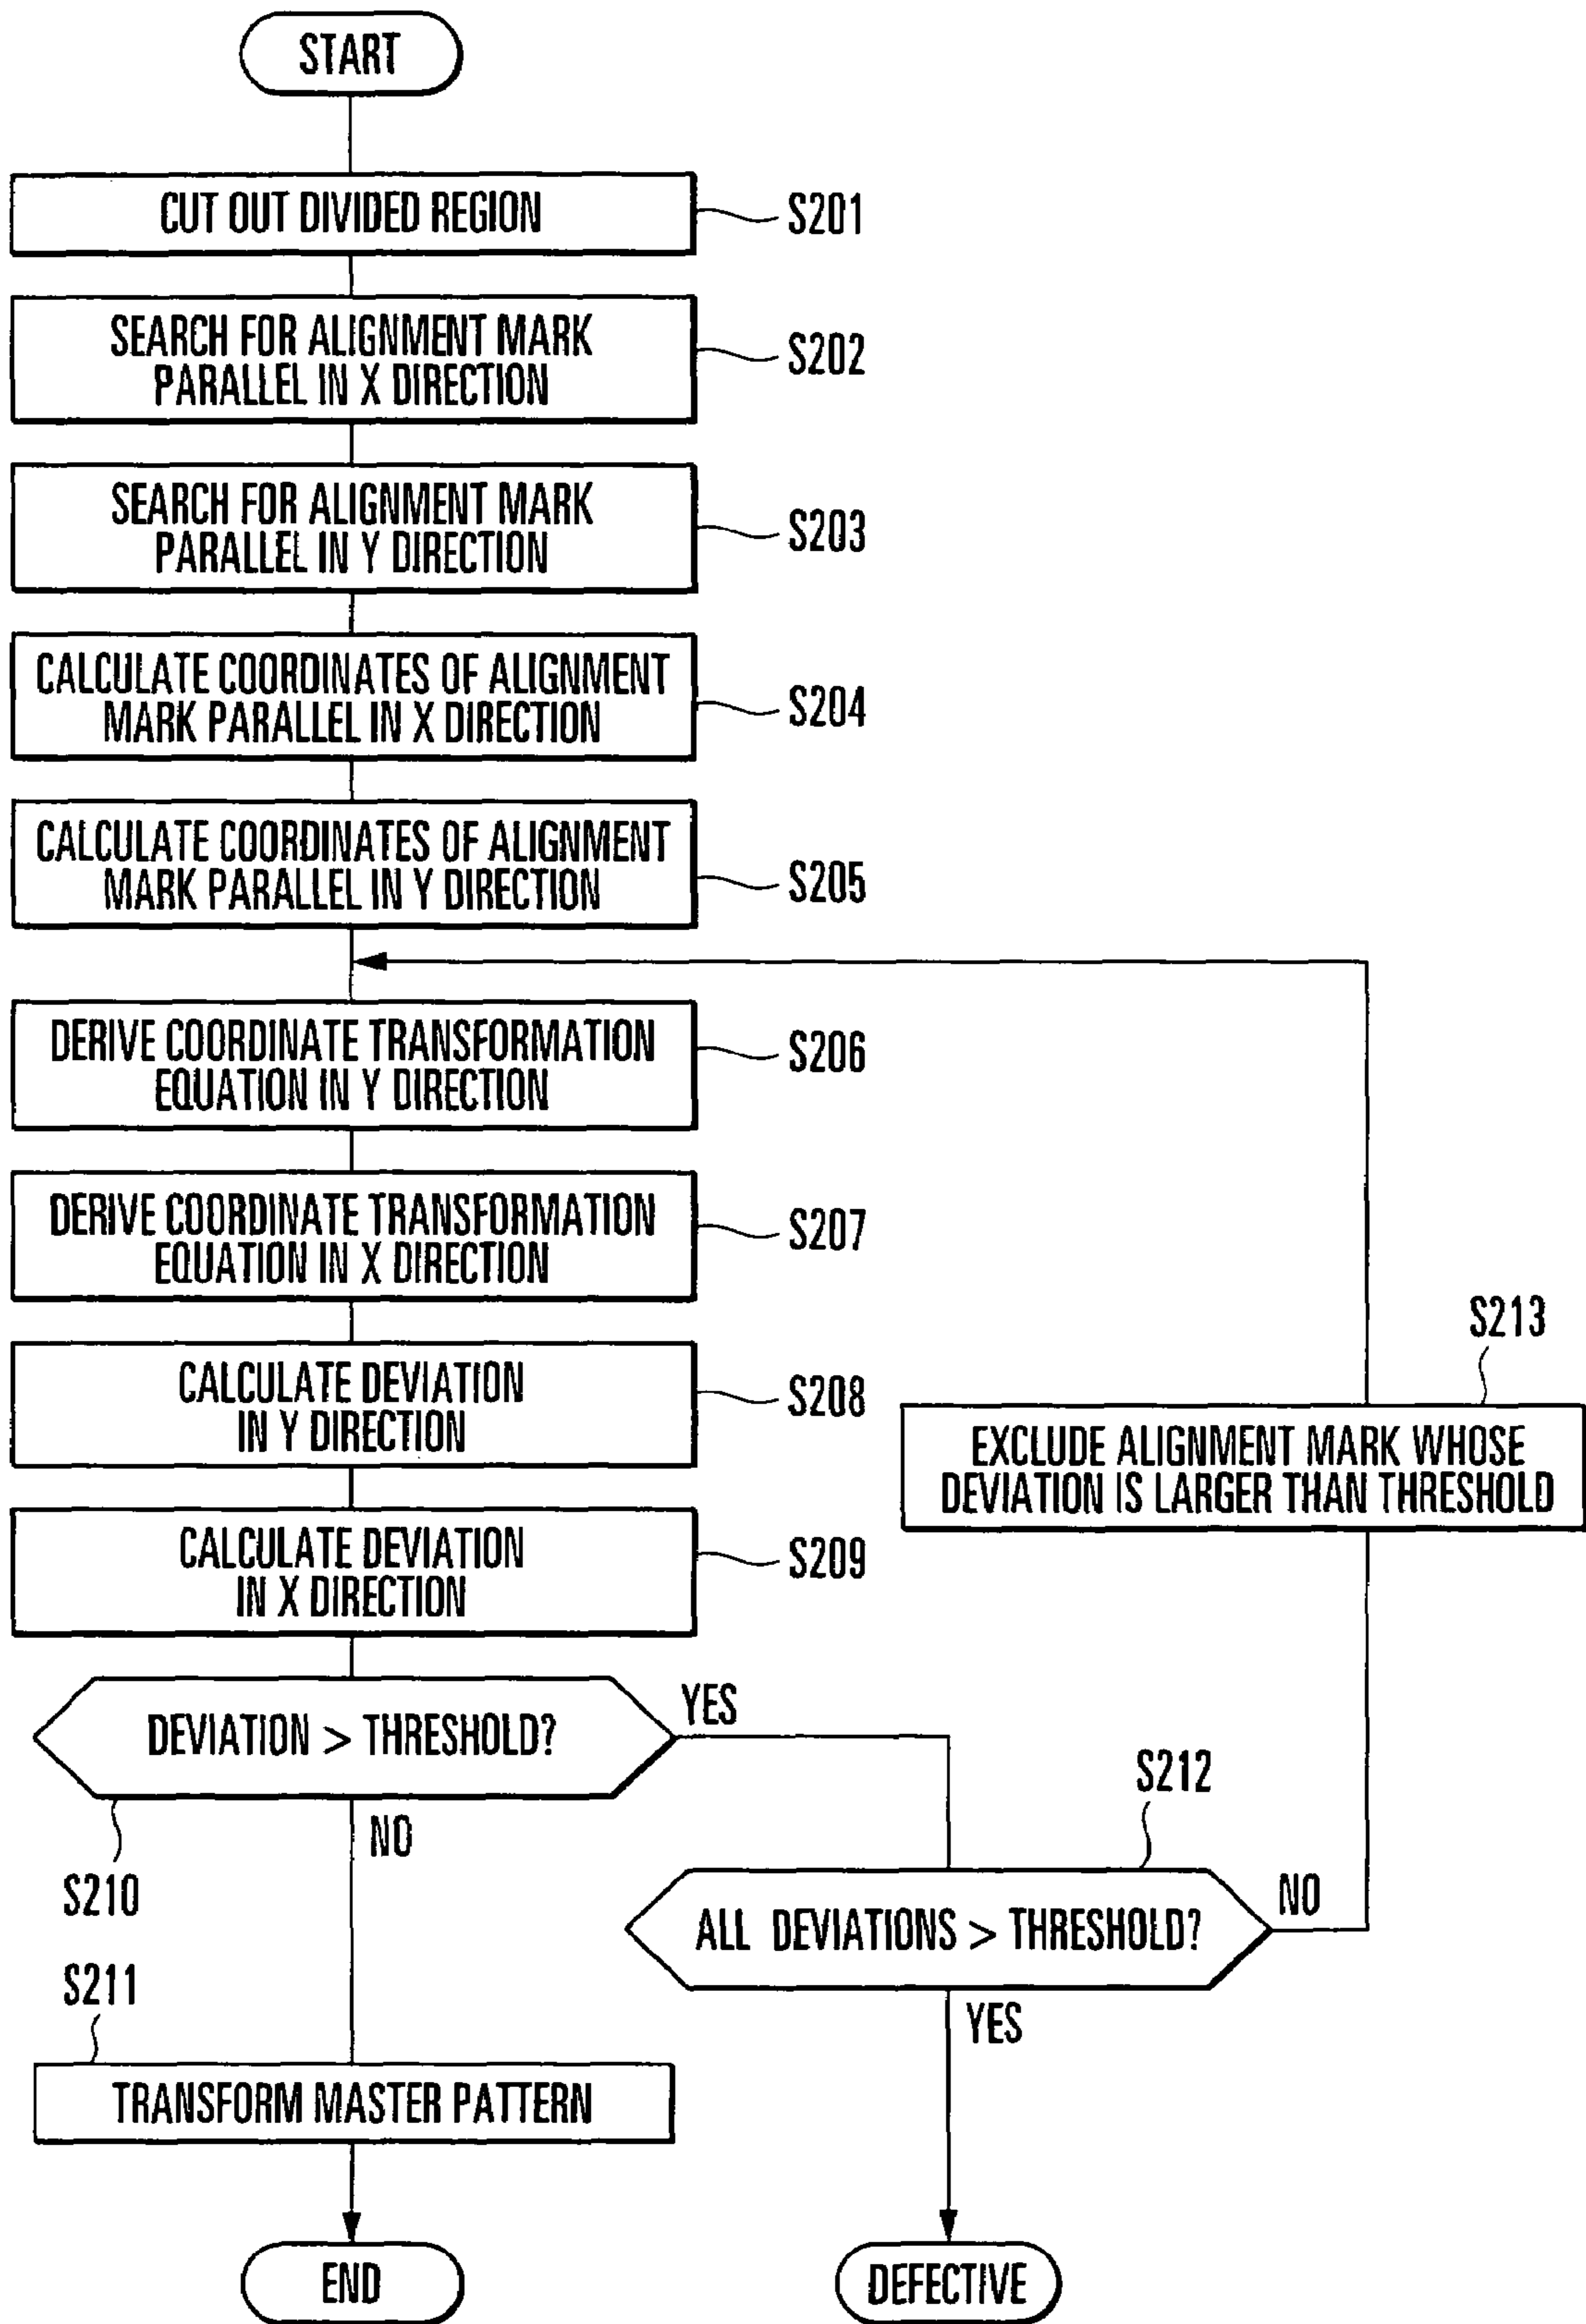 START
CUT OUT DIVIDED REGION
S201
SEARCH FOR ALIGNMENT MARK
PARALLEL IN X DIRECTION
S202
SEARCH FOR ALIGNMENT MARK
PARALLEL IN Y DIRECTION
S203
CALCULATE COORDINATES OF ALIGNMENT
MARK PARALLEL IN X DIRECTION
S204
CALCULATE COORDINATES OF ALIGNMENT
MARK PARALLEL IN Y DIRECTION
S205
DERIVE COORDINATE TRANSFORMATION
EQUATION IN Y DIRECTION
S206
DERIVE COORDINATE TRANSFORMATION
EQUATION IN X DIRECTION
S207
CALCULATE DEVIATION
IN Y DIRECTION
S208
S213
EXCLUDE ALIGNMENT MARK WHOSE
DEVIATION IS LARGER THAN THRESHOLD
CALCULATE DEVIATION
IN X DIRECTION
S209
DEVIATION > THRESHOLD?
YES
NO
S210
S212
ALL DEVIATIONS > THRESHOLD?
NO
YES
S211
TRANSFORM MASTER PATTERN
END
DEFECTIVE